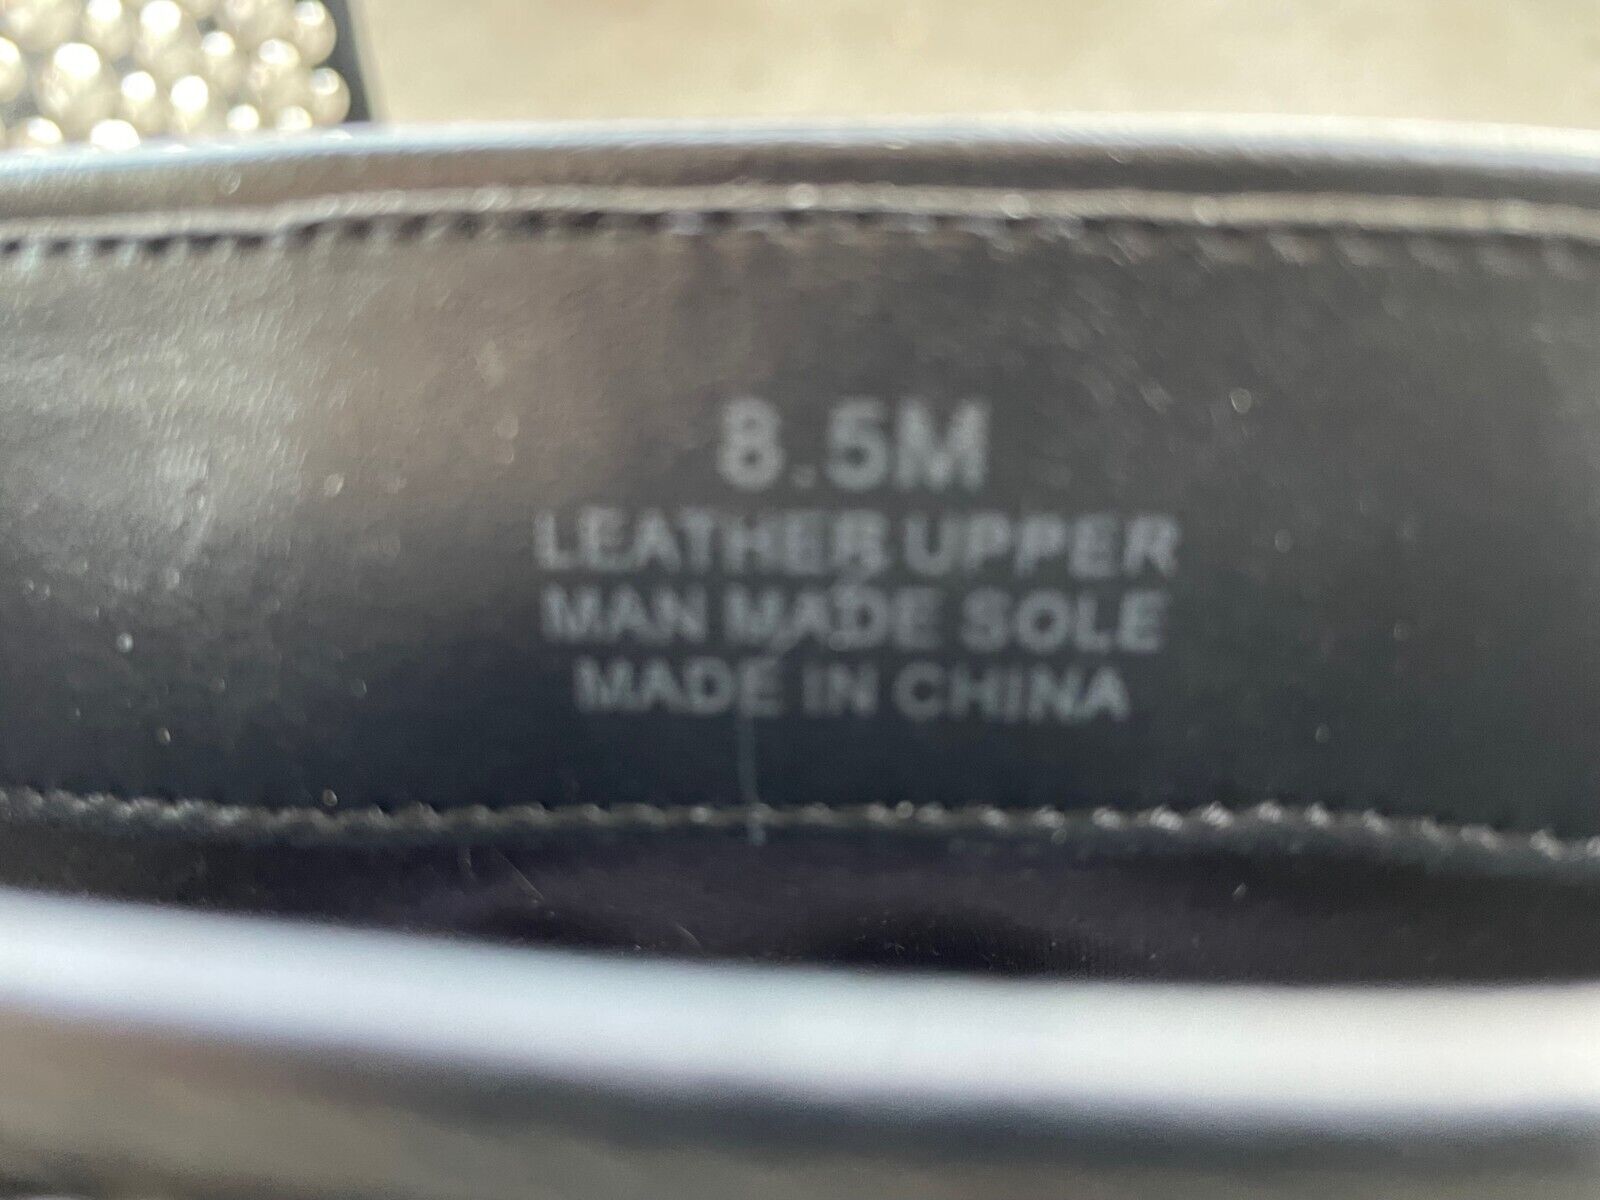 8.5M
LEATHER UPPER
MAN MADE SOLE
MADE IN CHINA